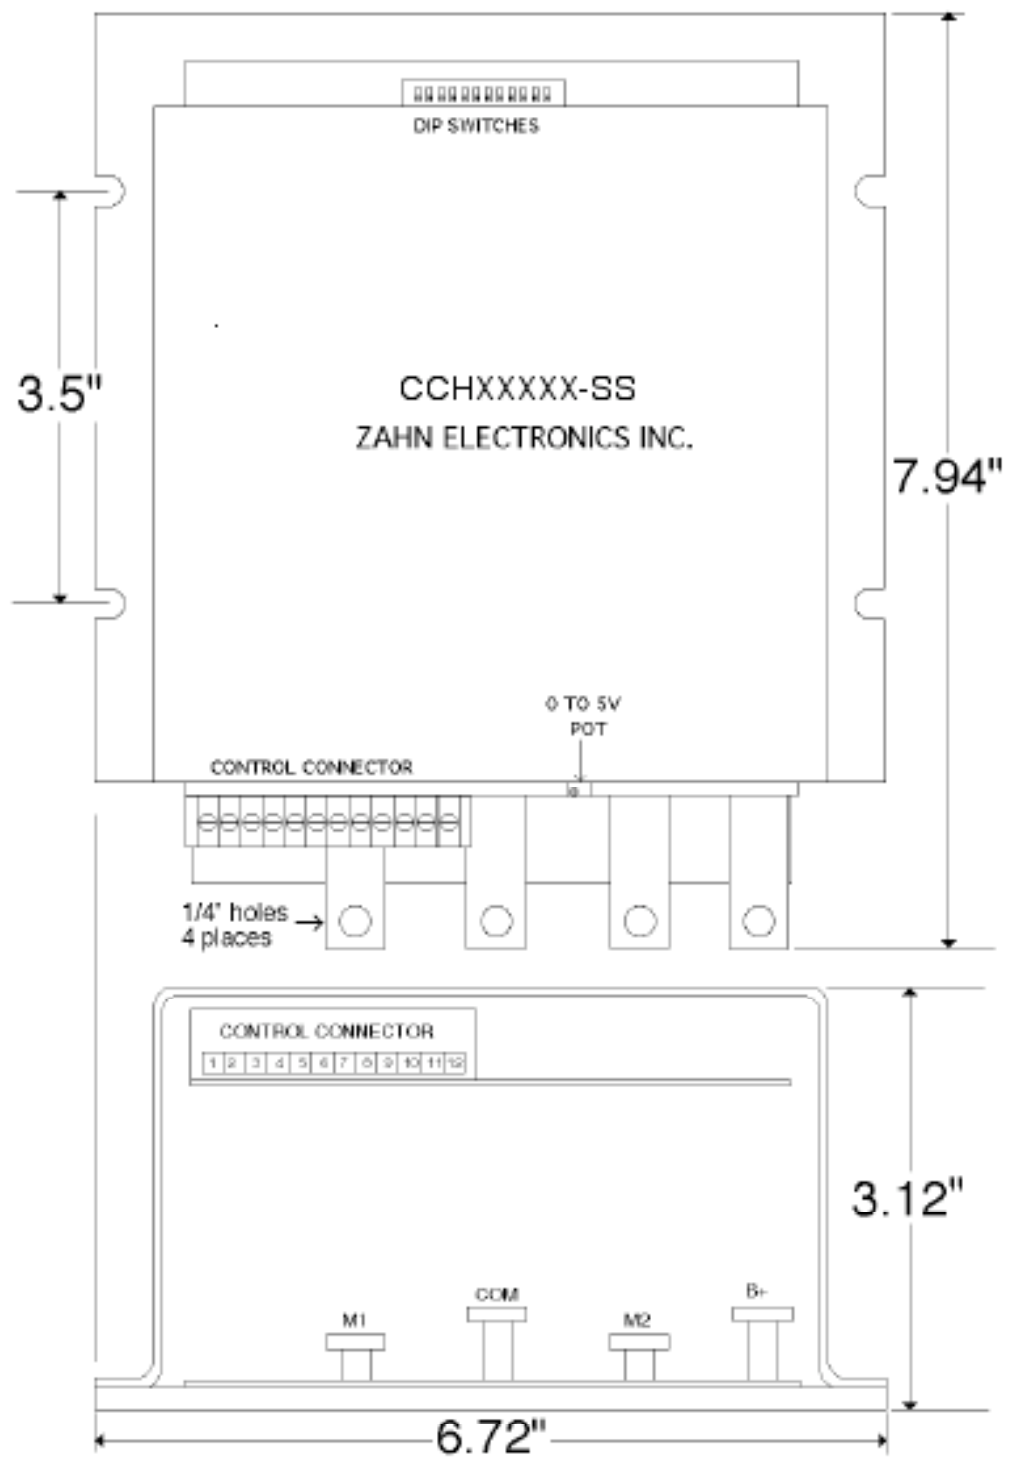 DIP SWITCHES
3.5"
CCHXXXXX-SS
ZAHN ELECTRONICS INC.
7.94"
0 TO 5V
POT
CONTROL CONNECTOR
1/4" holes
4 places
CONTROL CONNECTOR
1 2 3 4 5 6 7 8 9 10 11 12
3.12"
B+
COM
M1
M2
6.72"